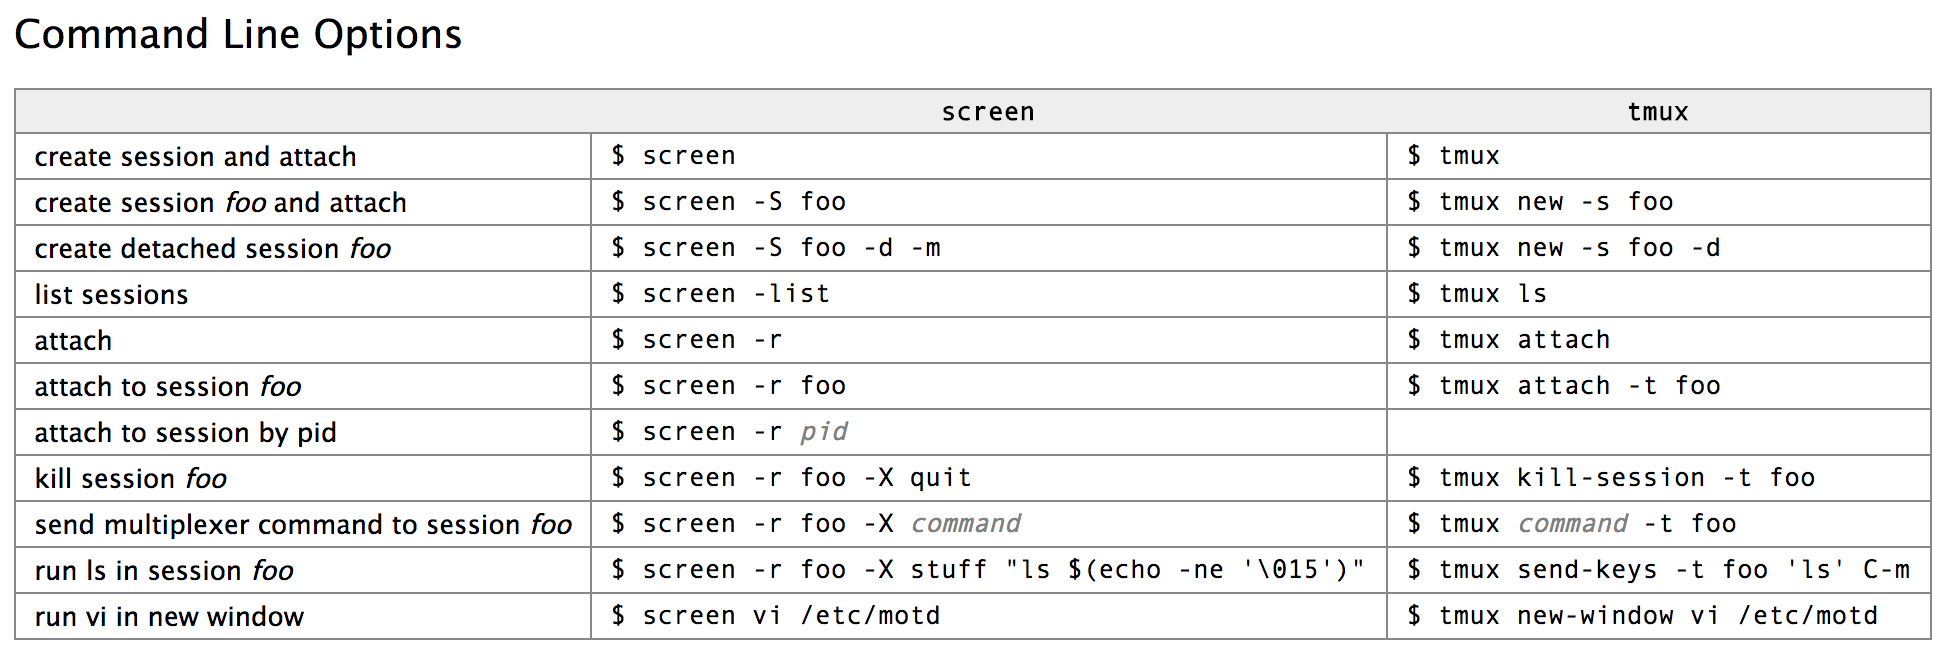 Command Line Options
screen tmux
create session and attach $ screen $ tmux
create session foo and attach $ screen -S foo $ tmux new -s foo
create detached session foo $ screen -S foo -d -m $ tmux new -s foo -d
list sessions $ screen -list $ tmux ls
attach $ screen -r $ tmux attach
attach to session foo $ screen -r foo $ tmux attach -t foo
attach to session by pid $ screen -r pid
kill session foo $ screen -r foo -X quit $ tmux kill-session -t foo
send multiplexer command to session foo $ screen -r foo -X command $ tmux command -t foo
run ls in session foo $ screen -r foo -X stuff "ls $(echo -ne '\015')" $ tmux send-keys -t foo 'ls' C-m
run vi in new window $ screen vi /etc/motd $ tmux new-window vi /etc/motd